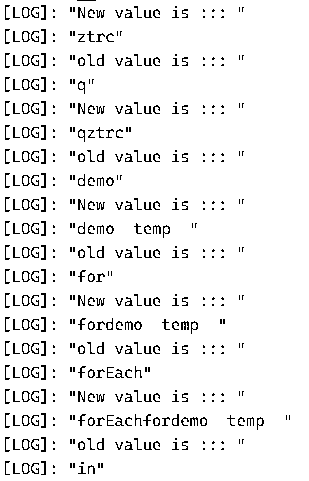 [LOG]: "New value is ::: "
[LOG]: "ztrc"
[LOG]: "old value is ::: "
[LOG]: "q"
[LOG]: "New value is ::: "
[LOG]: "qztrc"
[LOG]: "old value is ::: "
[LOG]: "demo"
[LOG]: "New value is ::: "
[LOG]: "demo  temp  "
[LOG]: "old value is ::: "
[LOG]: "for"
[LOG]: "New value is ::: "
[LOG]: "fordemo  temp  "
[LOG]: "old value is ::: "
[LOG]: "forEach"
[LOG]: "New value is ::: "
[LOG]: "forEachfordemo  temp  "
[LOG]: "old value is ::: "
[LOG]: "in"